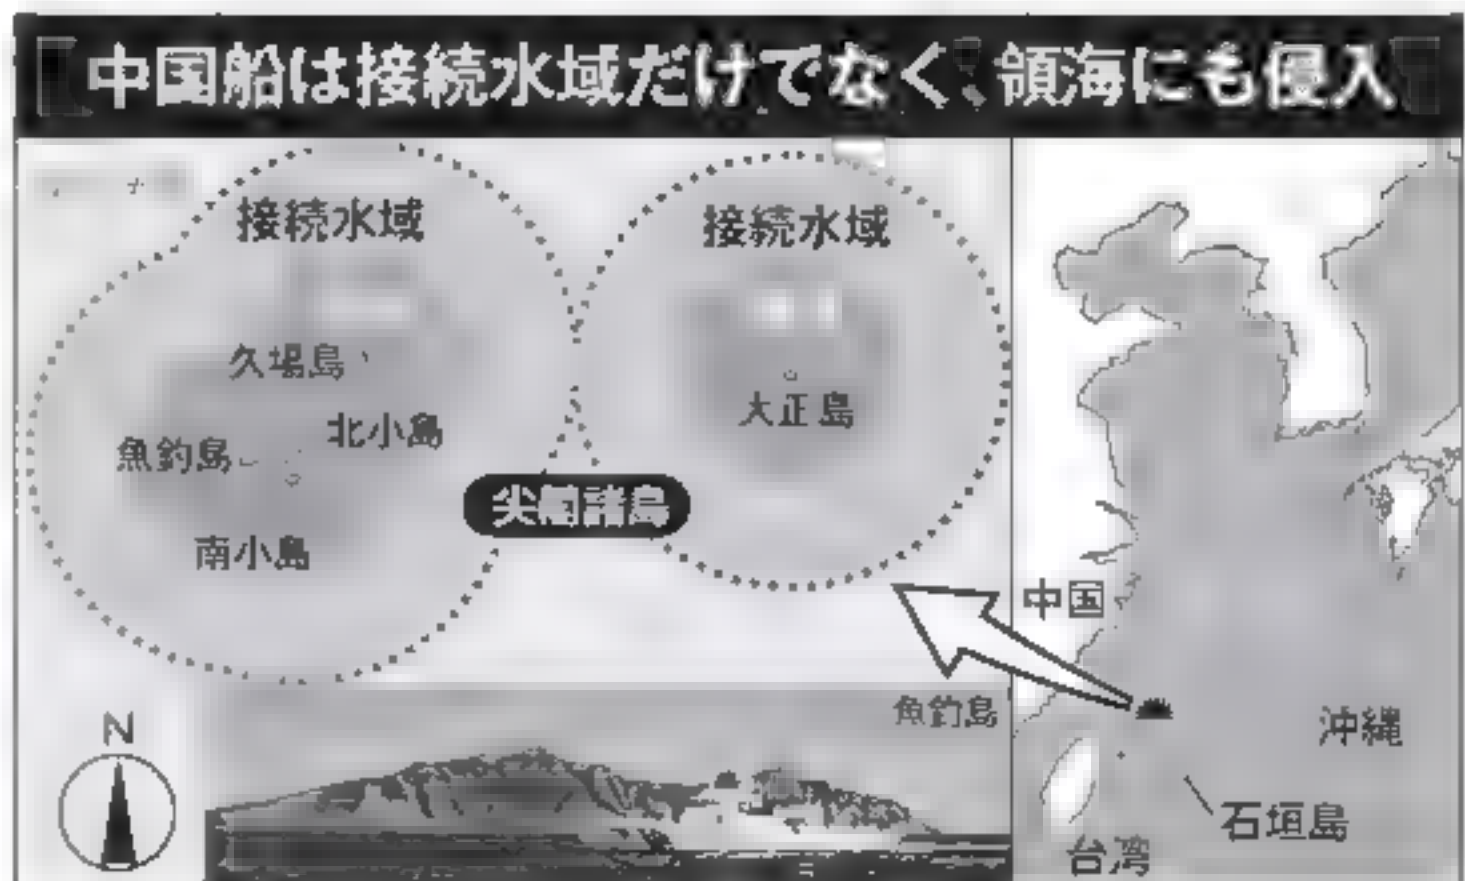 中国船は接続水域だけでなく、領海にも侵入
接続水域
接続水域
久場島
大正島
北小島
魚釣島
尖閣諸島
南小島
中国
魚釣島
沖縄
N
石垣島
台湾